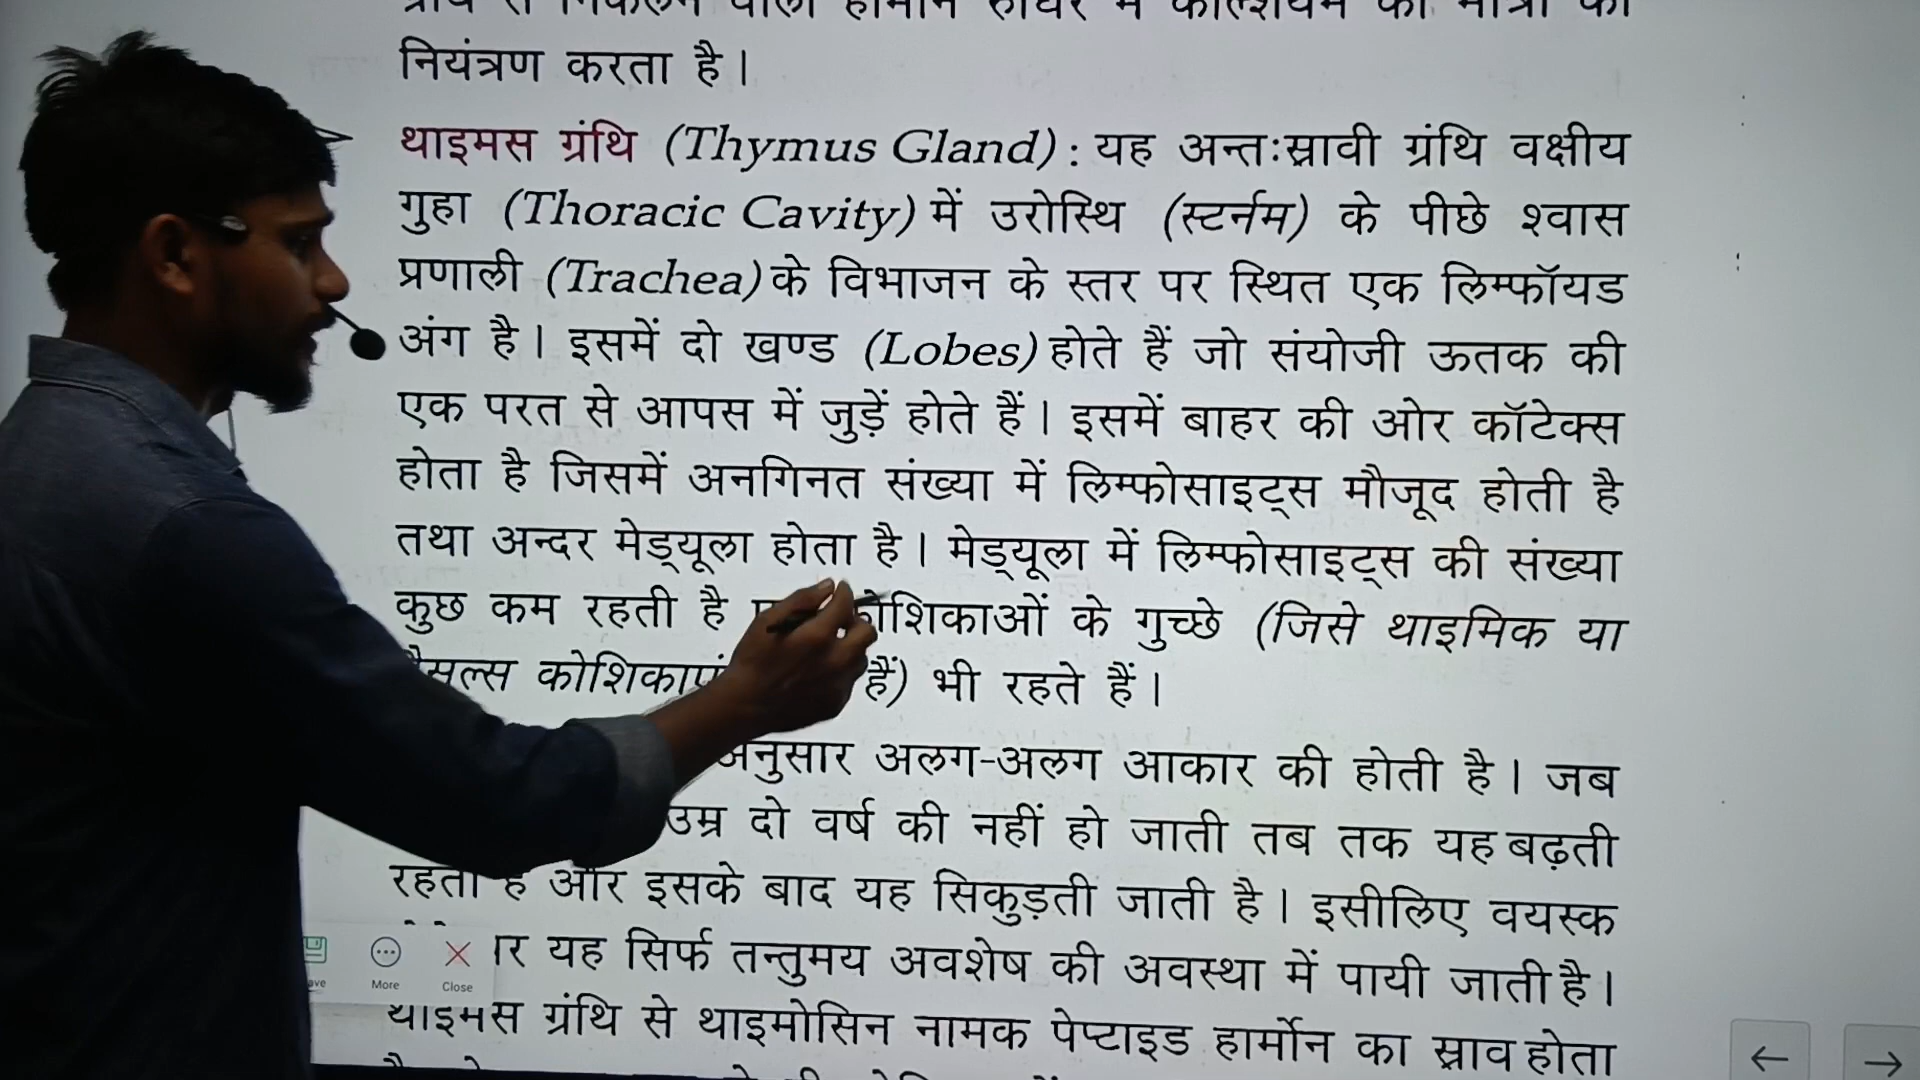 नियंत्रण करता है।
थाइमस ग्रंथि (Thymus Gland) : यह अन्तःस्रावी ग्रंथि वक्षीय
गुहा (Thoracic Cavity) में उरोस्थि (स्टर्नम) के पीछे श्वास
प्रणाली (Trachea) के विभाजन के स्तर पर स्थित एक लिम्फॉयड
अंग है। इसमें दो खण्ड (Lobes) होते हैं जो संयोजी ऊतक की
एक परत से आपस में जुड़ें होते हैं। इसमें बाहर की ओर कॉटेक्स
होता है जिसमें अनगिनत संख्या में लिम्फोसाइट्स मौजूद होती है
तथा अन्दर मेड्यूला होता है। मेड्यूला में लिम्फोसाइट्स की संख्या
कुछ कम रहती है कोशिकाओं के गुच्छे (जिसे थाइमिक या
हैं) भी रहते हैं।
अनुसार अलग-अलग आकार की होती है। जब
उम्र दो वर्ष की नहीं हो जाती तब तक यह बढ़ती
रहती है और इसके बाद यह सिकुड़ती जाती है। इसीलिए वयस्क
यह सिर्फ तन्तुमय अवशेष की अवस्था में पायी जाती है।
थाइमस ग्रंथि से थाइमोसिन नामक पेप्टाइड हार्मोन का स्राव होता
More
Close